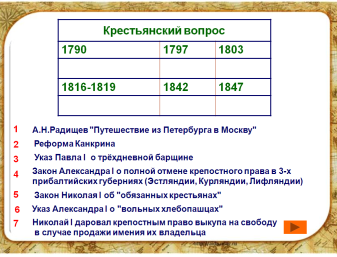 Крестьянский вопрос
1790 1797 1803
1816-1819 1842 1847
1 А.Н.Радищев "Путешествие из Петербурга в Москву"
2 Реформа Канкрина
3 Указ Павла I о трёхдневной барщине
4 Закон Александра I о полной отмене крепостного права в 3-х
прибалтийских губерниях (Эстляндии, Курляндии, Лифляндии)
5 Закон Николая I об "обязанных крестьянах"
6 Указ Александра I о "вольных хлебопашцах"
7 Николай I даровал крепостным право выкупа на свободу
в случае продажи имения их владельца